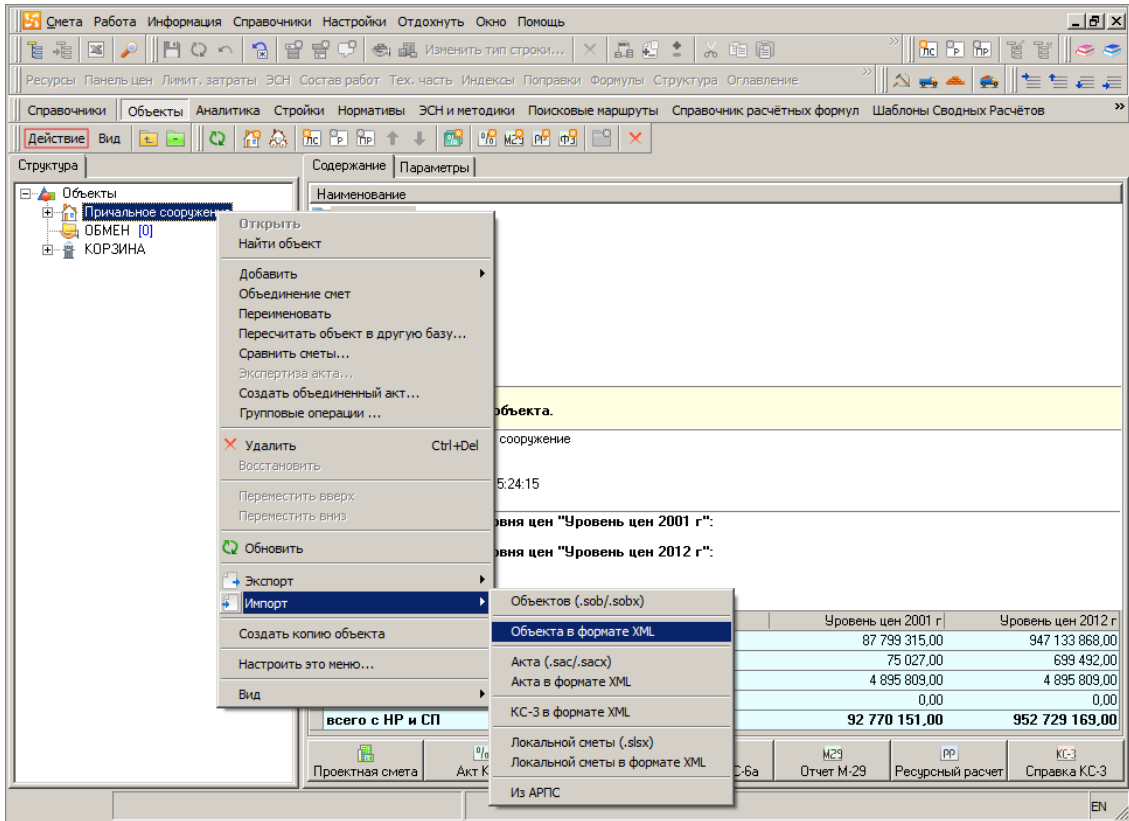 Смета Работа Информация Справочники Настройки Отдохнуть Окно Помощь
Изменить тип строки...
Ресурсы Панель цен Лимит. затраты ЭСН Состав работ Тех. часть Индексы Поправки Формулы Структура Оглавление
Справочники Объекты Аналитика Стройки Нормативы ЭСН и методики Поисковые маршруты Справочник расчётных формул Шаблоны Сводных Расчётов
Действие Вид
Структура
Содержание Параметры
Наименование
Объекты
Причальное сооружение
ОБМЕН [0]
КОРЗИНА
Открыть
Найти объект
Добавить
Объединение смет
Переименовать
Пересчитать объект в другую базу...
Сравнить сметы...
Экспертиза акта...
Создать объединенный акт...
Групповые операции ...
Удалить Ctrl+Del
Восстановить
Переместить вверх
Переместить вниз
Обновить
Экспорт
Импорт
Создать копию объекта
Настроить это меню...
Вид
объекта.
сооружение
5:24:15
овня цен "Уровень цен 2001 г":
овня цен "Уровень цен 2012 г":
Объектов (.sob/.sobx)
Объекта в формате XML
Акта (.sac/.sacx)
Акта в формате XML
КС-3 в формате XML
Локальной сметы (.slsx)
Локальной сметы в формате XML
Из АРПС
Уровень цен 2001 г Уровень цен 2012 г
87 799 315,00 947 133 868,00
75 027,00 699 492,00
4 895 809,00 4 895 809,00
0,00 0,00
всего с НР и СП 92 770 151,00 952 729 169,00
Проектная смета Акт К С-6а Отчет М-29 Ресурсный расчет Справка КС-3
EN